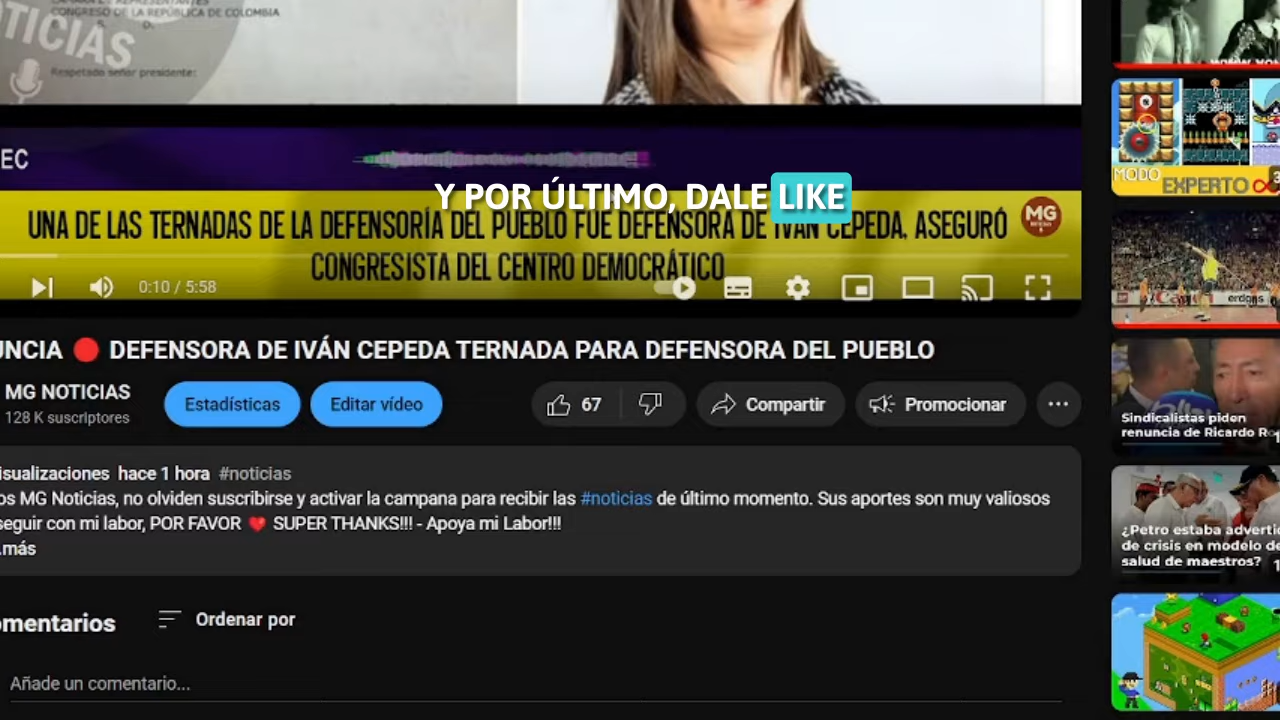 CONGRESO DE LA REPÚBLICA DE COLOMBIA
S. D.
TICIAS
Respetado señor presidente:
EC
Y POR ÚLTIMO, DALE LIKE
UNA DE LAS TERNADAS DE LA DEFENSORÍA DEL PUEBLO FUE DEFENSORA DE IVÁN CEPEDA, ASEGURÓ
CONGRESISTA DEL CENTRO DEMOCRÁTICO
MG
0:10 / 5:58
UNCIA 🔴 DEFENSORA DE IVÁN CEPEDA TERNADA PARA DEFENSORA DEL PUEBLO
MG NOTICIAS
128 K suscriptores
Estadísticas
Editar vídeo
67
Compartir
Promocionar
isualizaciones hace 1 hora #noticias
os MG Noticias, no olviden suscribirse y activar la campana para recibir las #noticias de último momento. Sus aportes son muy valiosos
seguir con mi labor, POR FAVOR ❤️ SUPER THANKS!!! - Apoya mi Labor!!!
.más
omentarios
Ordenar por
Añade un comentario...
MODO
EXPERTO
Sindicalistas piden
renuncia de Ricardo Ro
¿Petro estaba adverti
de crisis en modelo de
salud de maestros?